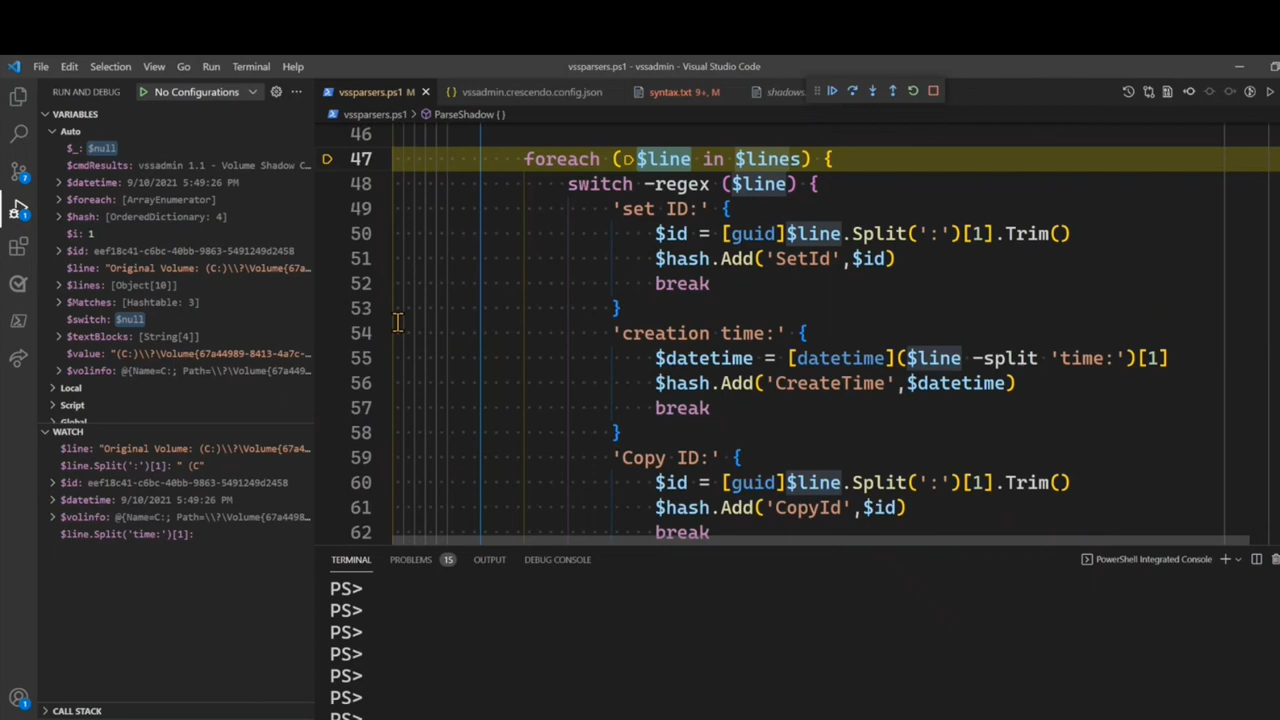 File Edit Selection View Go Run Terminal Help
vssparsers.ps1 - vssadmin - Visual Studio Code
RUN AND DEBUG No Configurations
vssparsers.ps1 M
vssadmin.crescendo.config.json
syntax.txt 9+, M
shadows.
vssparsers.ps1 > ParseShadow { }
VARIABLES
Auto
$_: $null
$cmdResults: vssadmin 1.1 - Volume Shadow C…
$datetime: 9/10/2021 5:49:26 PM
$foreach: [ArrayEnumerator]
$hash: [OrderedDictionary: 4]
$i: 1
$id: eef18c41-c6bc-40bb-9863-5491249d2458
$line: "Original Volume: (C:)\\?\Volume{67a…
$lines: [Object[10]]
$Matches: [Hashtable: 3]
$switch: $null
$textBlocks: [String[4]]
$value: "(C:)\\?\Volume{67a44989-8413-4a7c-…
$volinfo: @{Name=C:; Path=\\?\Volume{67a449…
Local
Script
Global
WATCH
$line: "Original Volume: (C:)\\?\Volume{67a4…
$line.Split(':')[1]: " (C"
$id: eef18c41-c6bc-40bb-9863-5491249d2458
$datetime: 9/10/2021 5:49:26 PM
$volinfo: @{Name=C:; Path=\\?\Volume{67a4498…
$line.Split('time:')[1]:
CALL STACK
46
47 foreach ($line in $lines) {
48 switch -regex ($line) {
49 'set ID:' {
50 $id = [guid]$line.Split(':')[1].Trim()
51 $hash.Add('SetId',$id)
52 break
53 }
54 'creation time:' {
55 $datetime = [datetime]($line -split 'time:')[1]
56 $hash.Add('CreateTime',$datetime)
57 break
58 }
59 'Copy ID:' {
60 $id = [guid]$line.Split(':')[1].Trim()
61 $hash.Add('CopyId',$id)
62 break
TERMINAL PROBLEMS 15 OUTPUT DEBUG CONSOLE
PowerShell Integrated Console
PS>
PS>
PS>
PS>
PS>
PS>
7
1
1